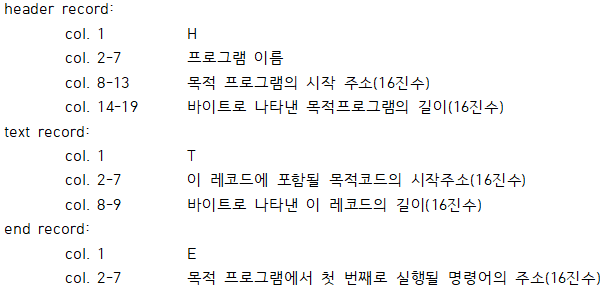 header record:
col. 1 H
col. 2-7 프로그램 이름
col. 8-13 목적 프로그램의 시작 주소(16진수)
col. 14-19 바이트로 나타낸 목적프로그램의 길이(16진수)
text record:
col. 1 T
col. 2-7 이 레코드에 포함될 목적코드의 시작주소(16진수)
col. 8-9 바이트로 나타낸 이 레코드의 길이(16진수)
end record:
col. 1 E
col. 2-7 목적 프로그램에서 첫 번째로 실행될 명령어의 주소(16진수)